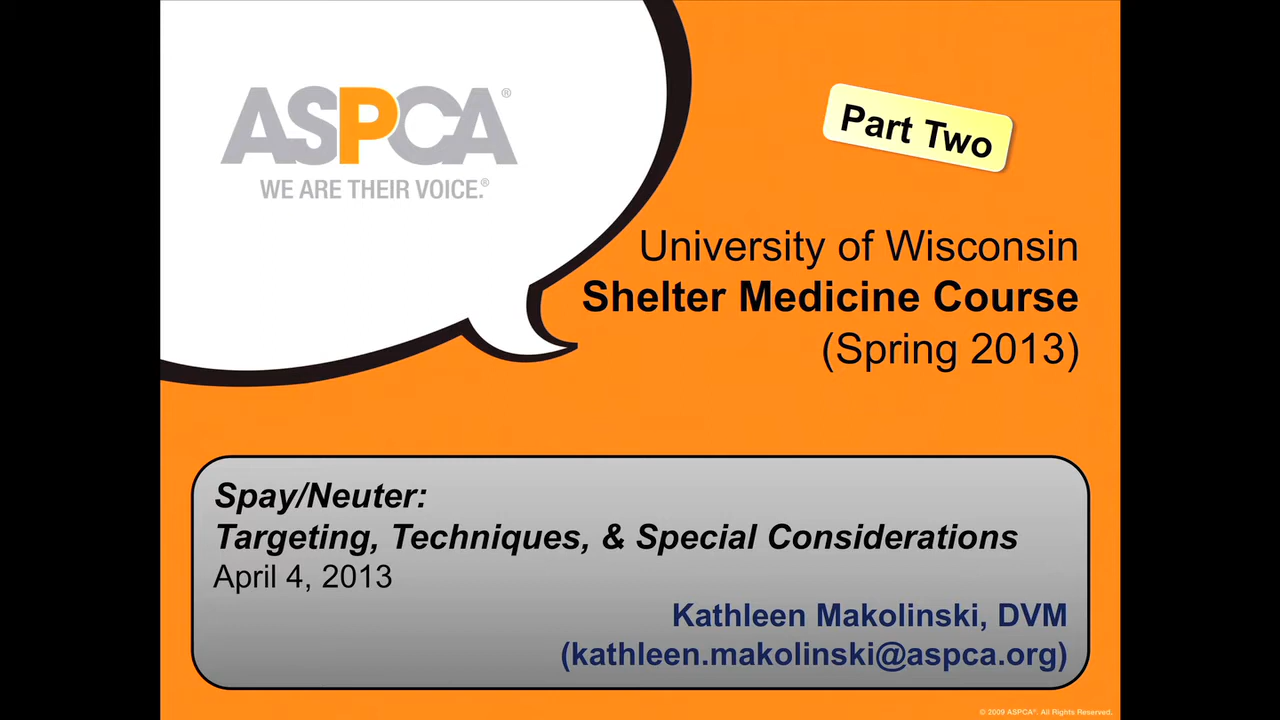 ASPCA®
WE ARE THEIR VOICE.®
Part Two
University of Wisconsin
Shelter Medicine Course
(Spring 2013)
Spay/Neuter:
Targeting, Techniques, & Special Considerations
April 4, 2013
Kathleen Makolinski, DVM
(kathleen.makolinski@aspca.org)
© 2009 ASPCA®. All Rights Reserved.